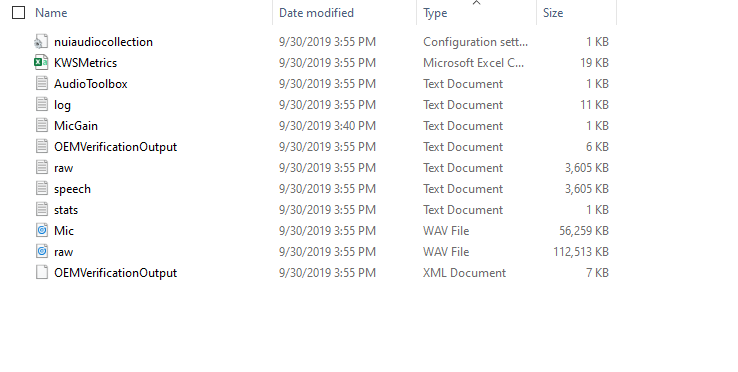 Name Date modified Type Size
nuiaudiocollection 9/30/2019 3:55 PM Configuration sett... 1 KB
KWSMetrics 9/30/2019 3:55 PM Microsoft Excel C... 19 KB
AudioToolbox 9/30/2019 3:55 PM Text Document 1 KB
log 9/30/2019 3:55 PM Text Document 11 KB
MicGain 9/30/2019 3:40 PM Text Document 1 KB
OEMVerificationOutput 9/30/2019 3:55 PM Text Document 6 KB
raw 9/30/2019 3:55 PM Text Document 3,605 KB
speech 9/30/2019 3:55 PM Text Document 3,605 KB
stats 9/30/2019 3:55 PM Text Document 1 KB
Mic 9/30/2019 3:55 PM WAV File 56,259 KB
raw 9/30/2019 3:55 PM WAV File 112,513 KB
OEMVerificationOutput 9/30/2019 3:55 PM XML Document 7 KB